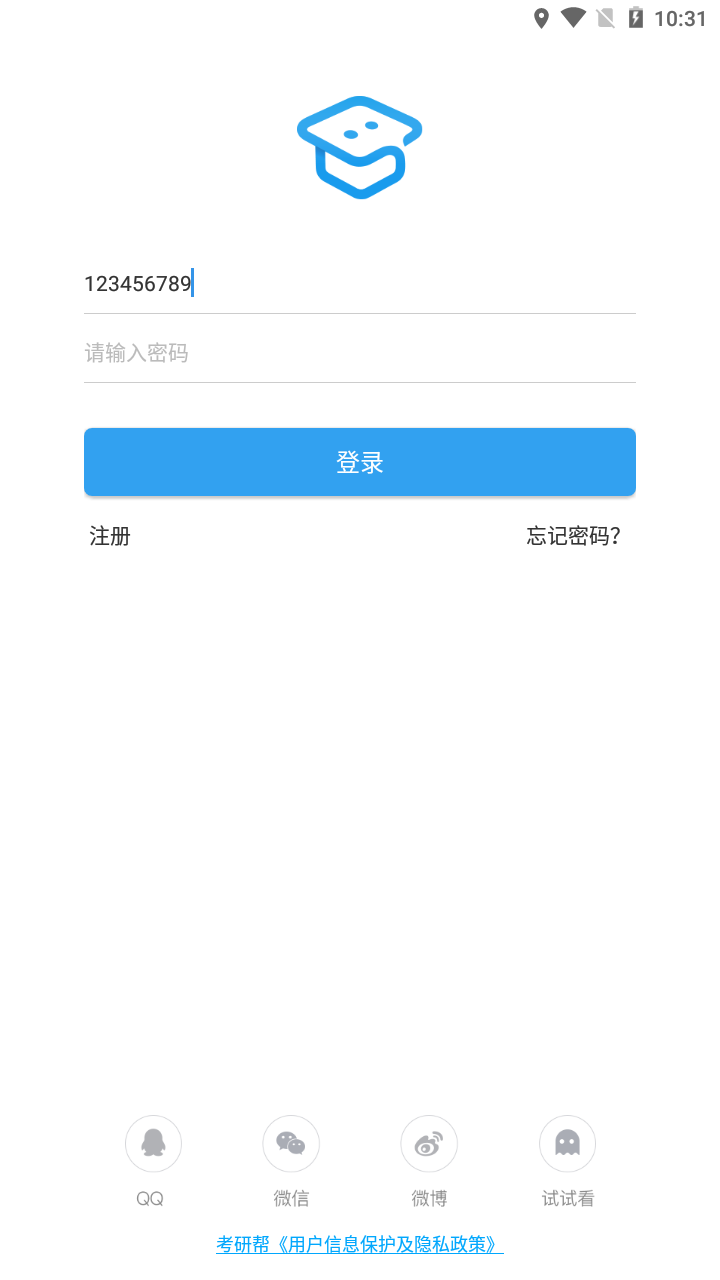 10:31
123456789
请输入密码
登录
注册 忘记密码?
QQ 微信 微博 试试看
考研帮《用户信息保护及隐私政策》